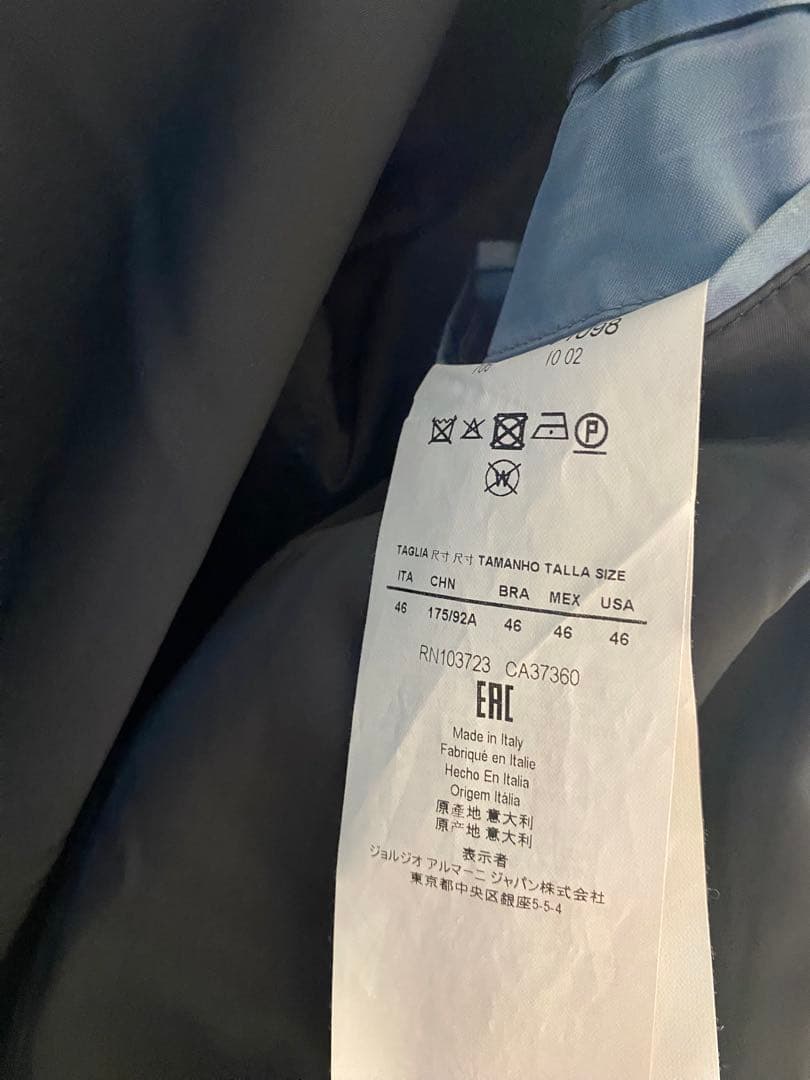 10 02
P
W
TAGLIA 尺寸 尺寸 TAMANHO TALLA SIZE
ITA CHN BRA MEX USA
46 175/92A 46 46 46
RN103723 CA37360
EAC
Made in Italy
Fabriqué en Italie
Hecho En Italia
Origem Itália
原產地 意大利
原产地 意大利
表示者
ジョルジオ アルマーニ ジャパン株式会社
東京都中央区銀座5-5-4